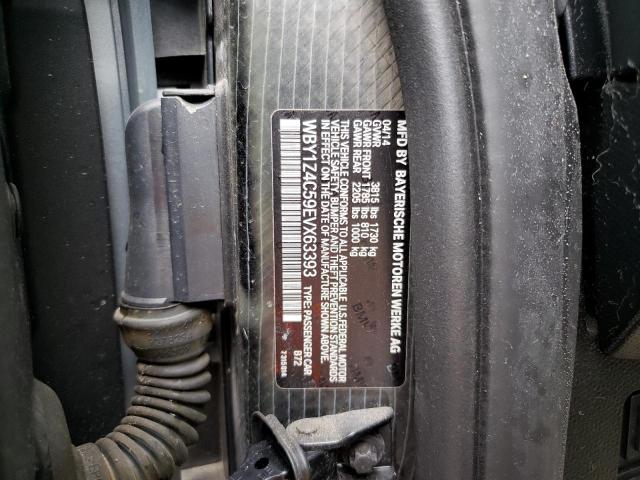 MFD BY BAYERISCHE MOTOREN WERKE AG
04/14
GVWR 3815 lbs 1730 kg
GAWR FRONT 1785 lbs 810 kg
GAWR REAR 2205 lbs 1000 kg
THIS VEHICLE CONFORMS TO ALL APPLICABLE U.S. FEDERAL MOTOR
VEHICLE SAFETY, BUMPER AND THEFT PREVENTION STANDARDS
IN EFFECT ON THE DATE OF MANUFACTURE SHOWN ABOVE.
WBY1Z4C59EVX63393 TYPE: PASSENGER CAR
B72